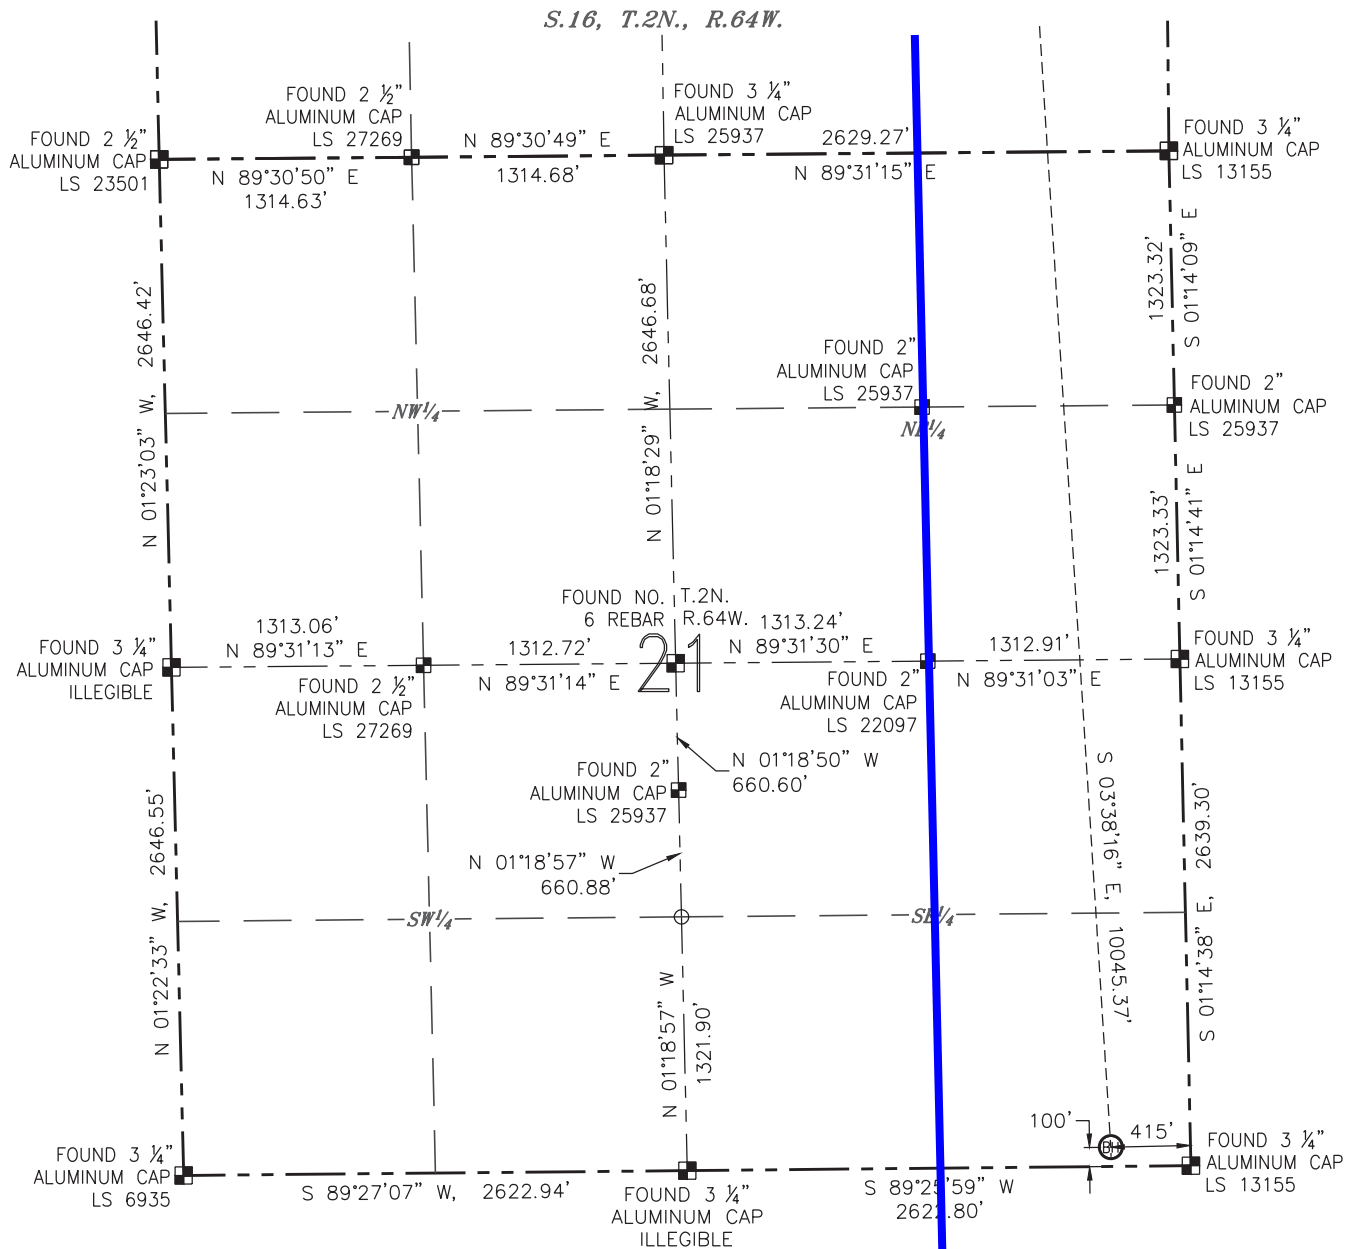 S.16, T.2N., R.64W.
FOUND 2 ½"
ALUMINUM CAP
LS 23501
FOUND 2 ½"
ALUMINUM CAP
LS 27269
N 89°30'50" E
1314.63'
N 89°30'49" E
1314.68'
FOUND 3 ¼"
ALUMINUM CAP
LS 25937
2629.27'
N 89°31'15" E
FOUND 3 ¼"
ALUMINUM CAP
LS 13155
N 01°23'03" W, 2646.42'
N 01°18'29" W, 2646.68'
1323.32'
S 01°14'09" E
FOUND 2"
ALUMINUM CAP
LS 25937
FOUND 2"
ALUMINUM CAP
LS 25937
NW¼
NE¼
1323.33'
S 01°14'41" E
FOUND 3 ¼"
ALUMINUM CAP
ILLEGIBLE
1313.06'
N 89°31'13" E
FOUND 2 ½"
ALUMINUM CAP
LS 27269
1312.72'
N 89°31'14" E
FOUND NO. T.2N.
6 REBAR R.64W.
21
1313.24'
N 89°31'30" E
FOUND 2"
ALUMINUM CAP
LS 22097
1312.91'
N 89°31'03" E
FOUND 3 ¼"
ALUMINUM CAP
LS 13155
N 01°18'50" W
660.60'
FOUND 2"
ALUMINUM CAP
LS 25937
N 01°18'57" W
660.88'
N 01°22'33" W, 2646.55'
SW¼
SE¼
S 03°38'16" E, 10045.37'
S 01°14'38" E, 2639.30'
N 01°18'57" W
1321.90'
100'
BH
415'
FOUND 3 ¼"
ALUMINUM CAP
LS 6935
S 89°27'07" W, 2622.94'
FOUND 3 ¼"
ALUMINUM CAP
ILLEGIBLE
S 89°25'59" W
2622.80'
FOUND 3 ¼"
ALUMINUM CAP
LS 13155